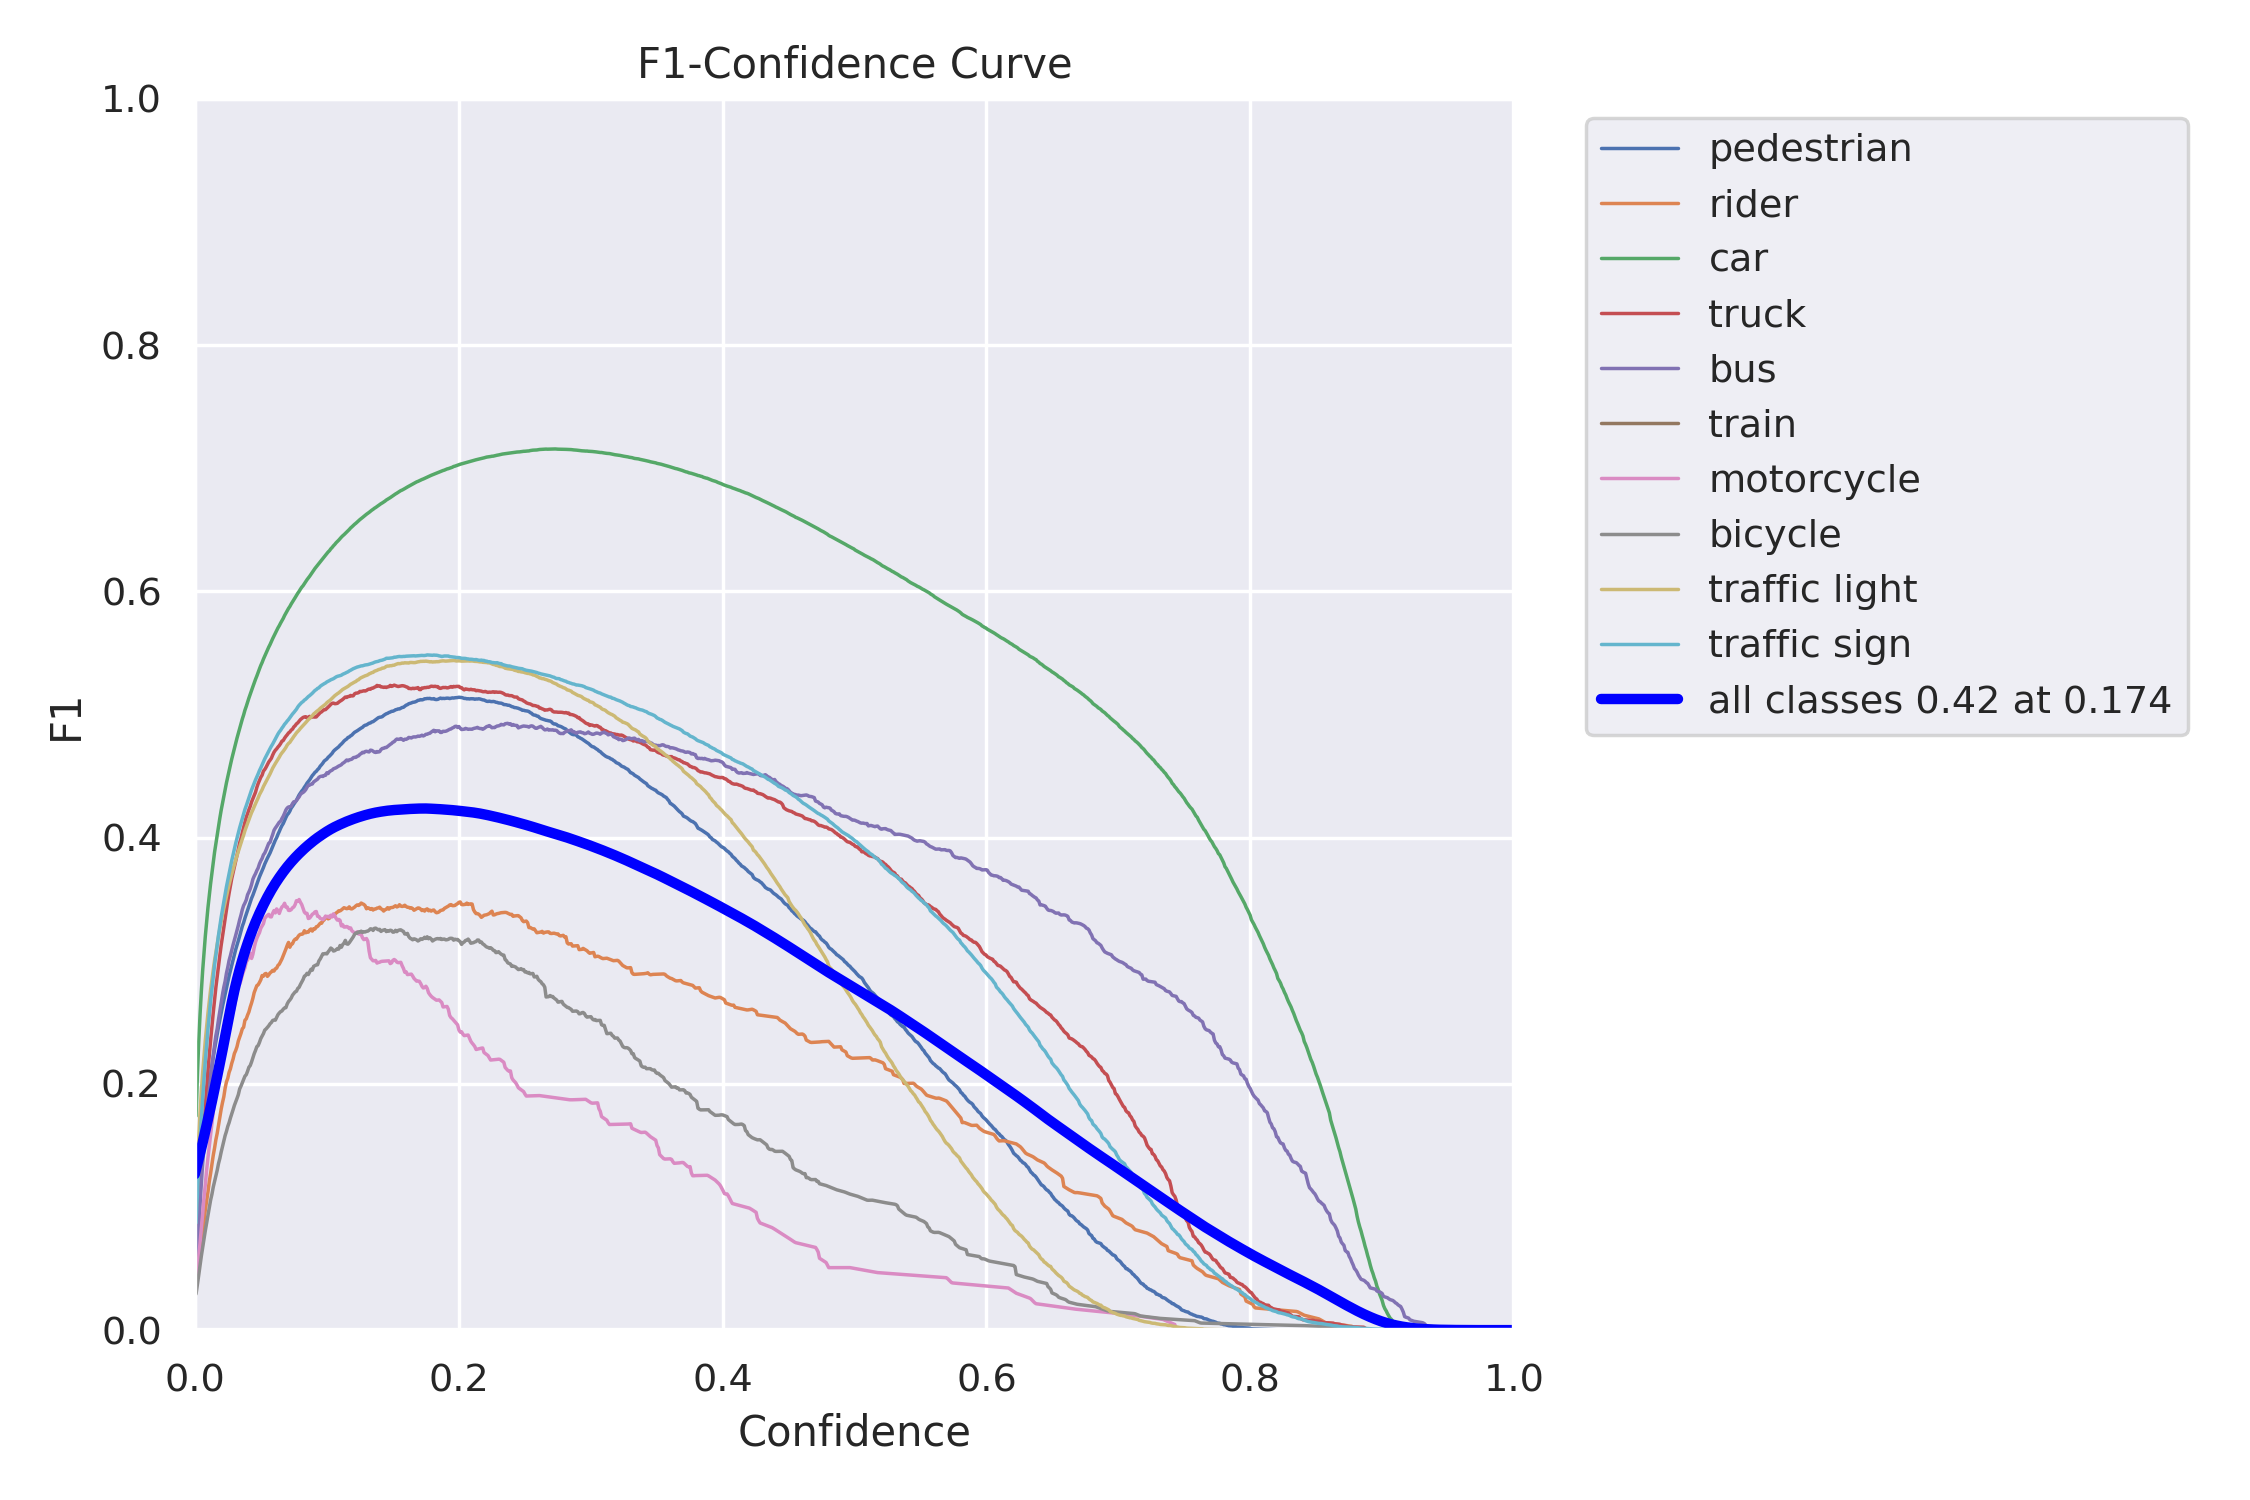 F1-Confidence Curve
1.0
0.8
0.6
0.4
0.2
0.0
F1
0.0 0.2 0.4 0.6 0.8 1.0
Confidence
pedestrian
rider
car
truck
bus
train
motorcycle
bicycle
traffic light
traffic sign
all classes 0.42 at 0.174